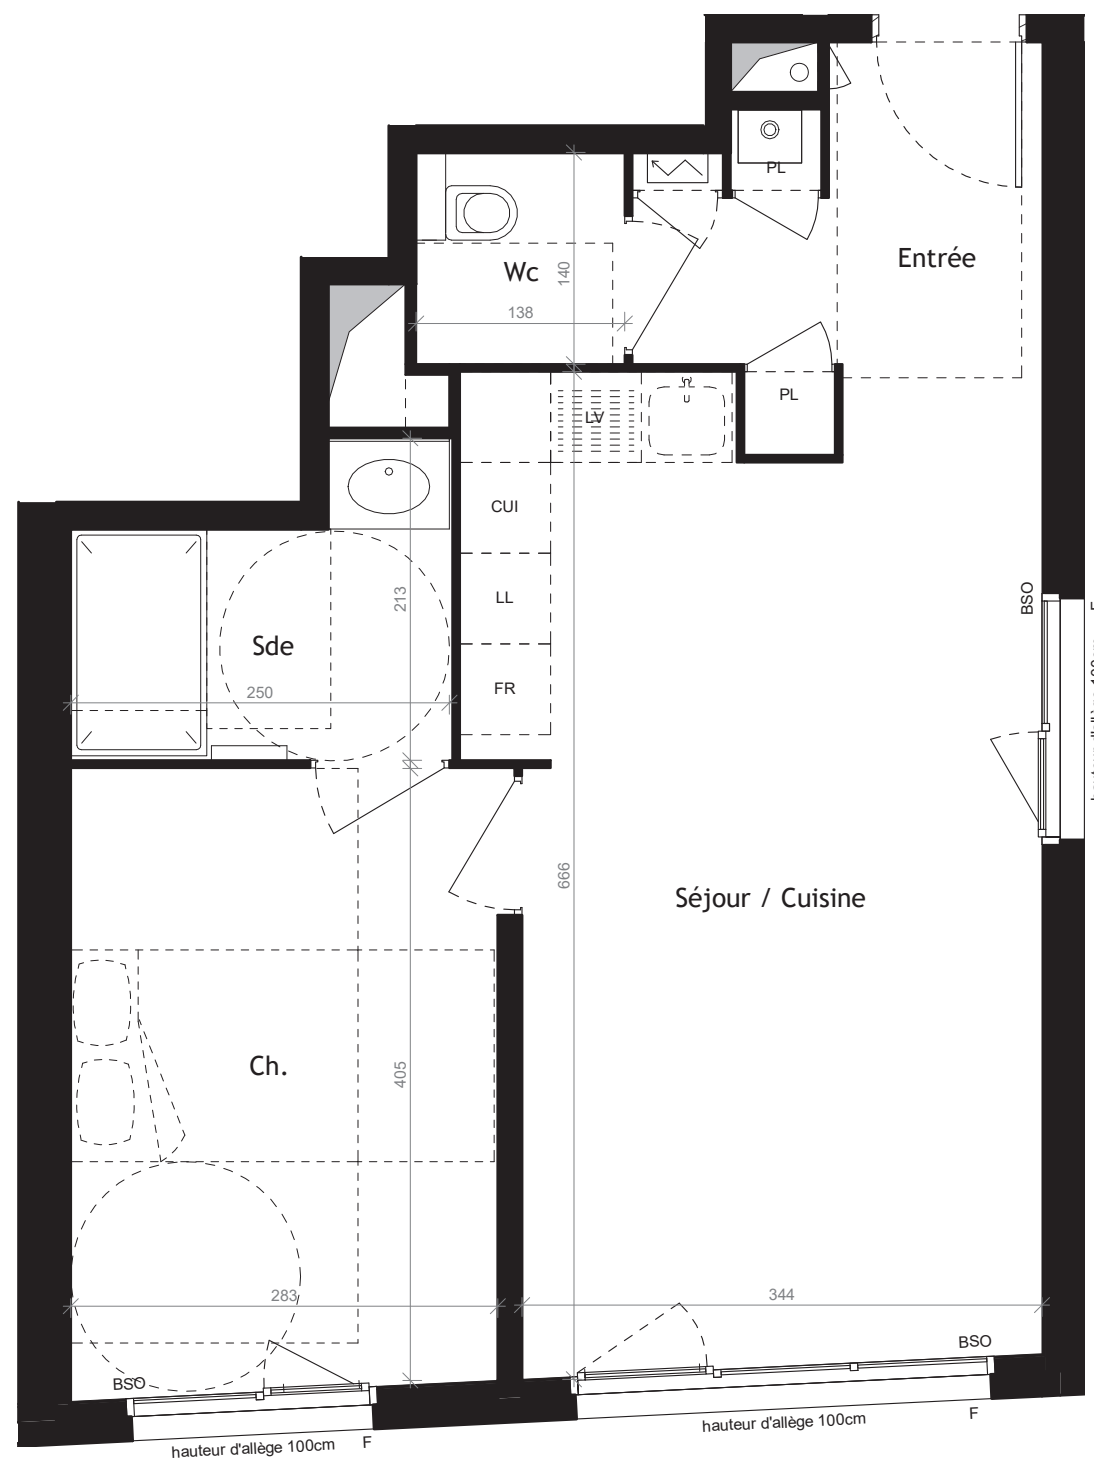 PL
Entrée
Wc
140
138
PL
LV
CUI
LL
FR
213
Sde
250
BSO
666
Séjour / Cuisine
Ch.
405
283
344
BSO
BSO
hauteur d'allège 100cm
F
hauteur d'allège 100cm
F